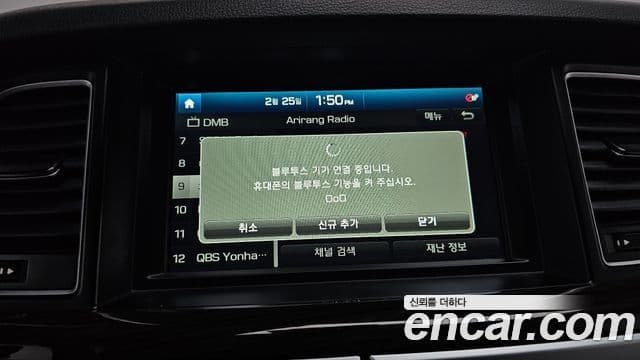 2월 25일 1:50 PM
DMB Arirang Radio 메뉴
7
8
9
10
11
12 QBS Yonha···
블루투스 기기 연결 중입니다.
휴대폰의 블루투스 기능을 켜 주십시오.
취소 신규 추가 닫기
채널 검색 재난 정보
신뢰를 더하다
encar.com